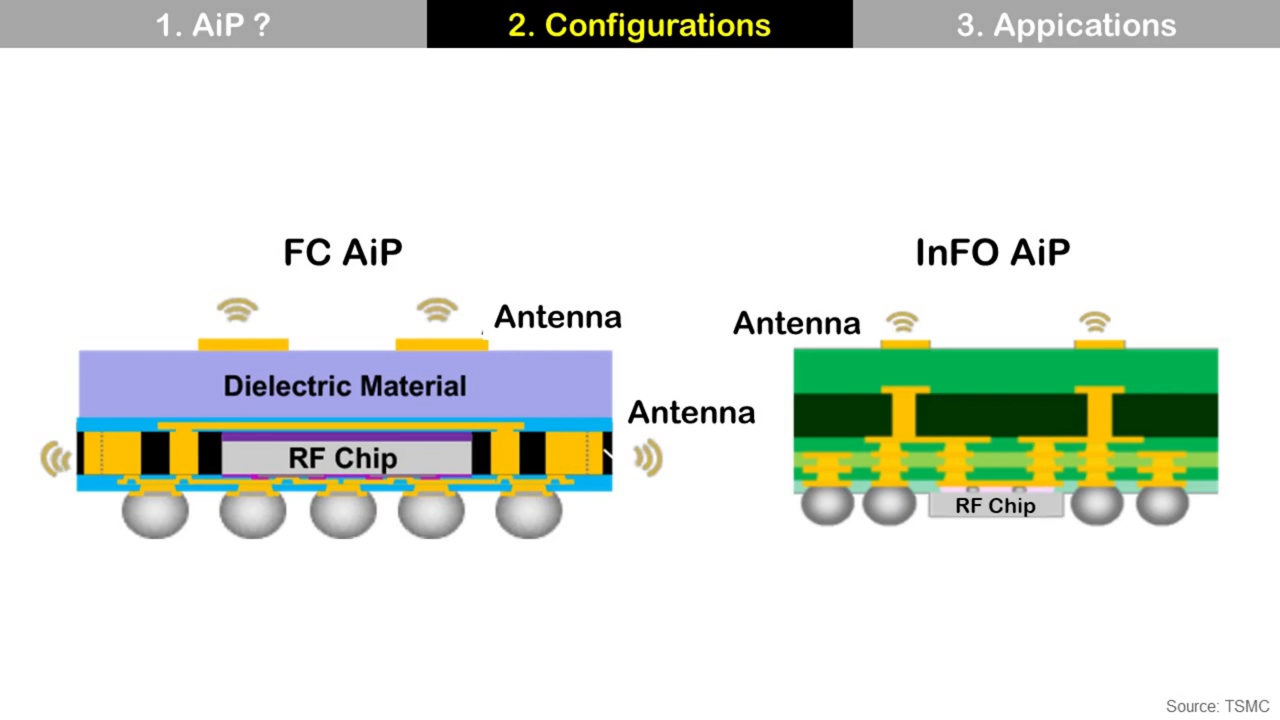 1. AiP ?
2. Configurations
3. Appications
FC AiP
Antenna
Dielectric Material
Antenna
RF Chip
InFO AiP
Antenna
RF Chip
Source: TSMC